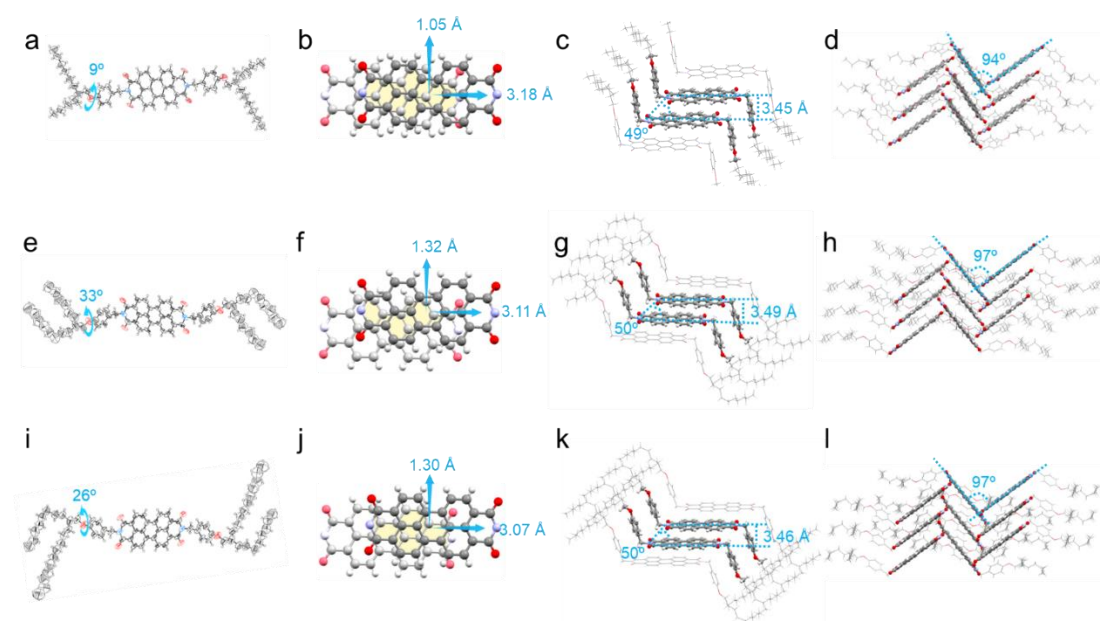 a
b
c
d
9º
1.05 Å
3.18 Å
49º
3.45 Å
94º
e
f
g
h
33º
1.32 Å
3.11 Å
50º
3.49 Å
97º
i
j
k
l
26º
1.30 Å
3.07 Å
50º
3.46 Å
97º